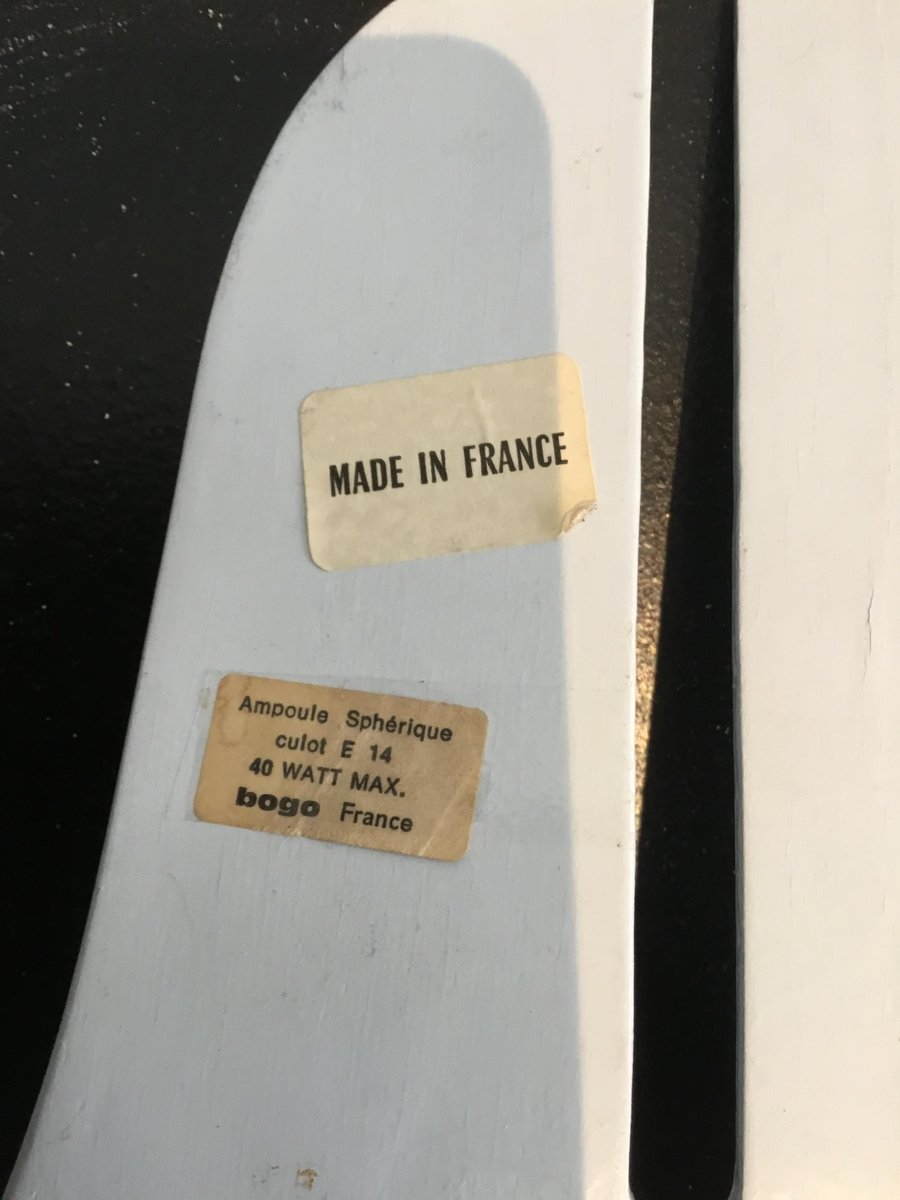 MADE IN FRANCE
Ampoule Sphérique
culot E 14
40 WATT MAX.
bogo France